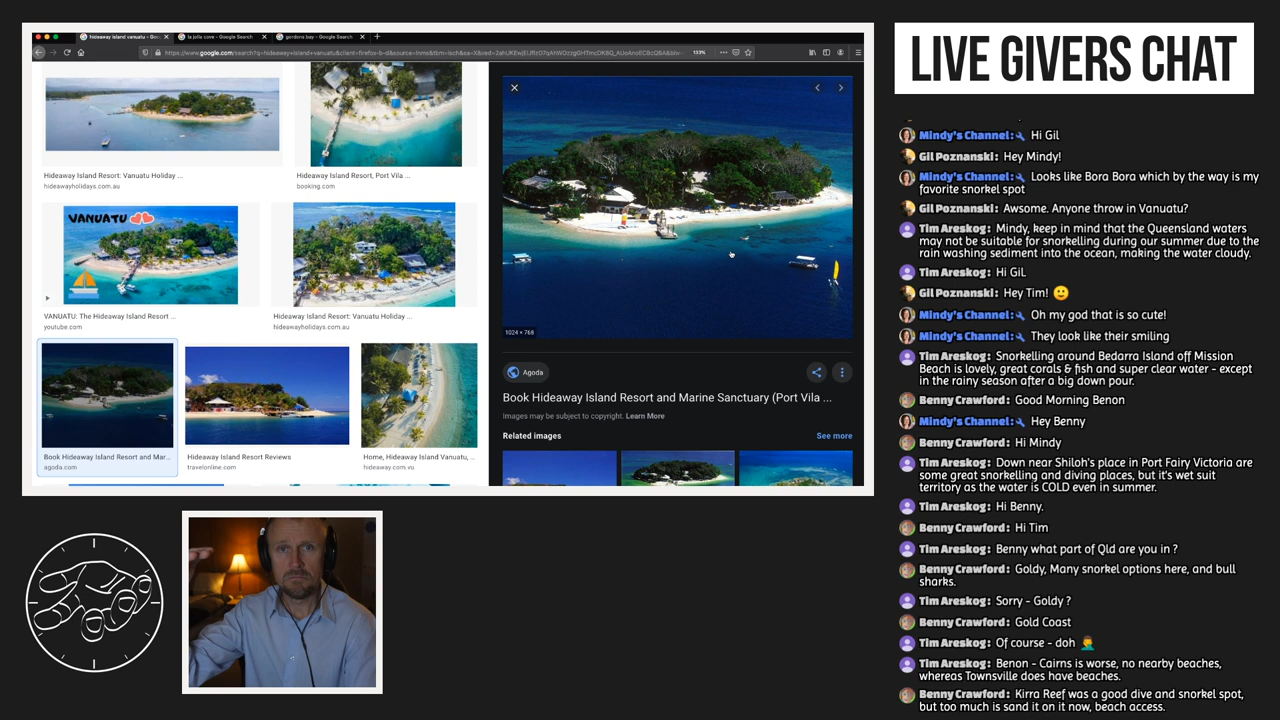 hideaway island vanuatu - Goo
la jolla cove - Google Search
gordons bay - Google Search
133%
Hideaway Island Resort: Vanuatu Holiday ...
hideawayholidays.com.au
Hideaway Island Resort, Port Vila ...
booking.com
VANUATU
VANUATU: The Hideaway Island Resort ...
youtube.com
Hideaway Island Resort: Vanuatu Holiday ...
hideawayholidays.com.au
Book Hideaway Island Resort and Mar...
agoda.com
Hideaway Island Resort Reviews
travelonline.com
Home, Hideaway Island Vanuatu, ...
hideaway.com.vu
1024 × 768
Agoda
Book Hideaway Island Resort and Marine Sanctuary (Port Vila ...
Images may be subject to copyright. Learn More
Related images
See more
LIVE GIVERS CHAT
Mindy's Channel: Hi Gil
Gil Poznanski: Hey Mindy!
Mindy's Channel: Looks like Bora Bora which by the way is my
favorite snorkel spot
Gil Poznanski: Awsome. Anyone throw in Vanuatu?
Tim Areskog: Mindy, keep in mind that the Queensland waters
may not be suitable for snorkelling during our summer due to the
rain washing sediment into the ocean, making the water cloudy.
Tim Areskog: Hi Gil.
Gil Poznanski: Hey Tim! 🙂
Mindy's Channel: Oh my god that is so cute!
Mindy's Channel: They look like their smiling
Tim Areskog: Snorkelling around Bedarra Island off Mission
Beach is lovely, great corals & fish and super clear water - except
in the rainy season after a big down pour.
Benny Crawford: Good Morning Benon
Mindy's Channel: Hey Benny
Benny Crawford: Hi Mindy
Tim Areskog: Down near Shiloh's place in Port Fairy Victoria are
some great snorkelling and diving places, but it's wet suit
territory as the water is COLD even in summer.
Tim Areskog: Hi Benny.
Benny Crawford: Hi Tim
Tim Areskog: Benny what part of Qld are you in ?
Benny Crawford: Goldy, Many snorkel options here, and bull
sharks.
Tim Areskog: Sorry - Goldy ?
Benny Crawford: Gold Coast
Tim Areskog: Of course - doh 🤦‍♂️
Tim Areskog: Benon - Cairns is worse, no nearby beaches,
whereas Townsville does have beaches.
Benny Crawford: Kirra Reef was a good dive and snorkel spot,
but too much is sand it on it now, beach access.